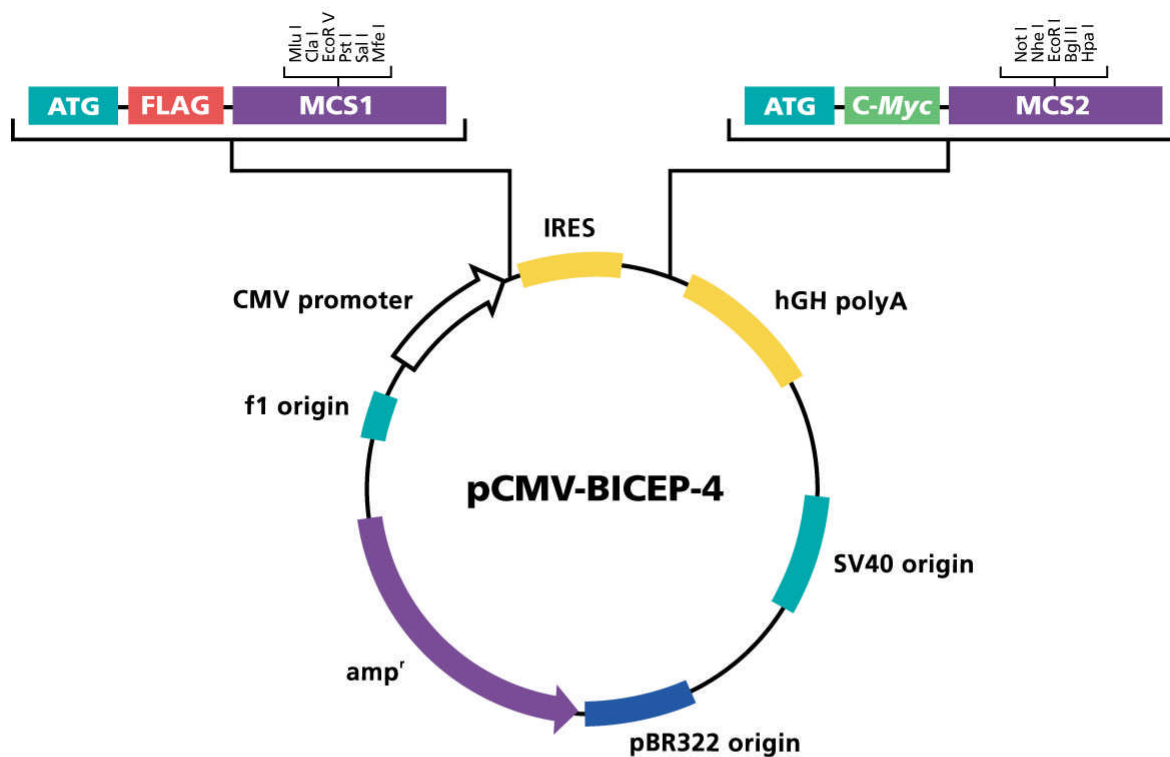 Mlu I
Cla I
EcoR V
Pst I
Sal I
Mfe I
ATG
FLAG
MCS1
Not I
Nhe I
EcoR I
Bgl II
Hpa I
ATG
C-Myc
MCS2
IRES
CMV promoter
hGH polyA
f1 origin
pCMV-BICEP-4
SV40 origin
ampʳ
pBR322 origin